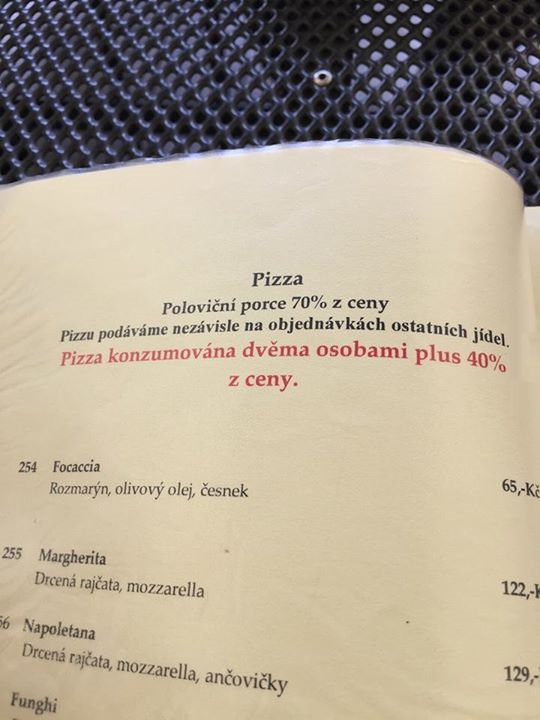 Pizza
Poloviční porce 70% z ceny
Pizzu podáváme nezávisle na objednávkách ostatních jídel.
Pizza konzumována dvěma osobami plus 40%
z ceny.
254 Focaccia
Rozmarýn, olivový olej, česnek 65,-Kč
255 Margherita
Drcená rajčata, mozzarella 122,-K
56 Napoletana
Drcená rajčata, mozzarella, ančovičky 129,-
Funghi